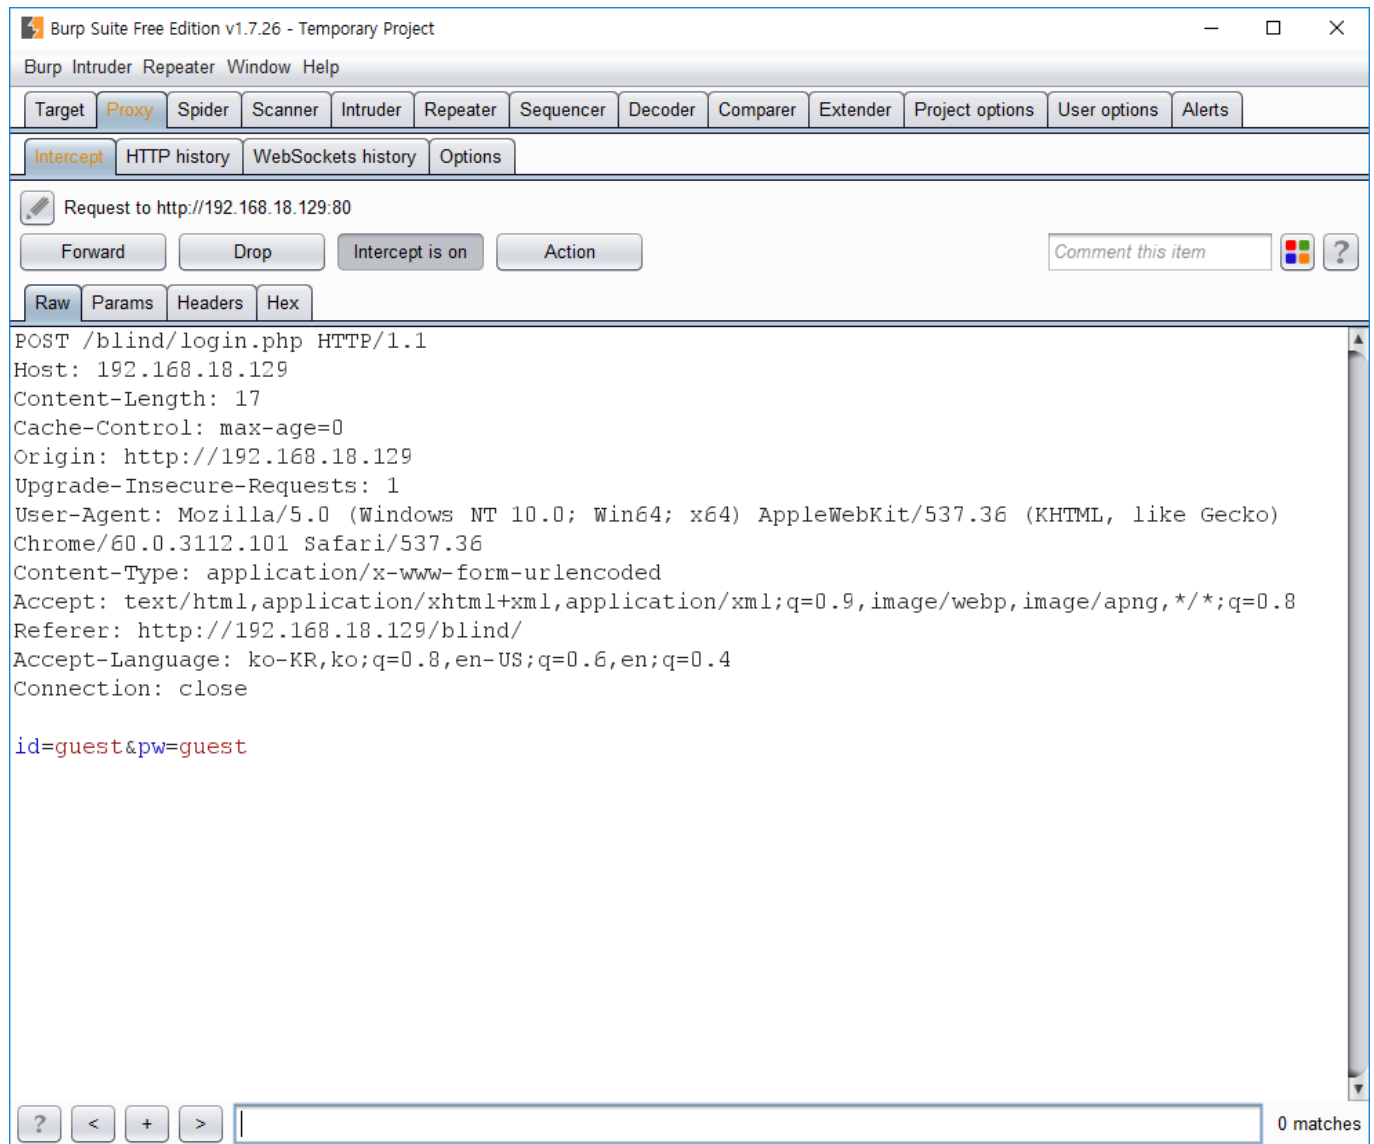 Burp Suite Free Edition v1.7.26 - Temporary Project
Burp Intruder Repeater Window Help
Target Proxy Spider Scanner Intruder Repeater Sequencer Decoder Comparer Extender Project options User options Alerts
Intercept HTTP history WebSockets history Options
Request to http://192.168.18.129:80
Forward Drop Intercept is on Action Comment this item ?
Raw Params Headers Hex
POST /blind/login.php HTTP/1.1
Host: 192.168.18.129
Content-Length: 17
Cache-Control: max-age=0
Origin: http://192.168.18.129
Upgrade-Insecure-Requests: 1
User-Agent: Mozilla/5.0 (Windows NT 10.0; Win64; x64) AppleWebKit/537.36 (KHTML, like Gecko)
Chrome/60.0.3112.101 Safari/537.36
Content-Type: application/x-www-form-urlencoded
Accept: text/html,application/xhtml+xml,application/xml;q=0.9,image/webp,image/apng,*/*;q=0.8
Referer: http://192.168.18.129/blind/
Accept-Language: ko-KR,ko;q=0.8,en-US;q=0.6,en;q=0.4
Connection: close
id=guest&pw=guest
? < + > 0 matches